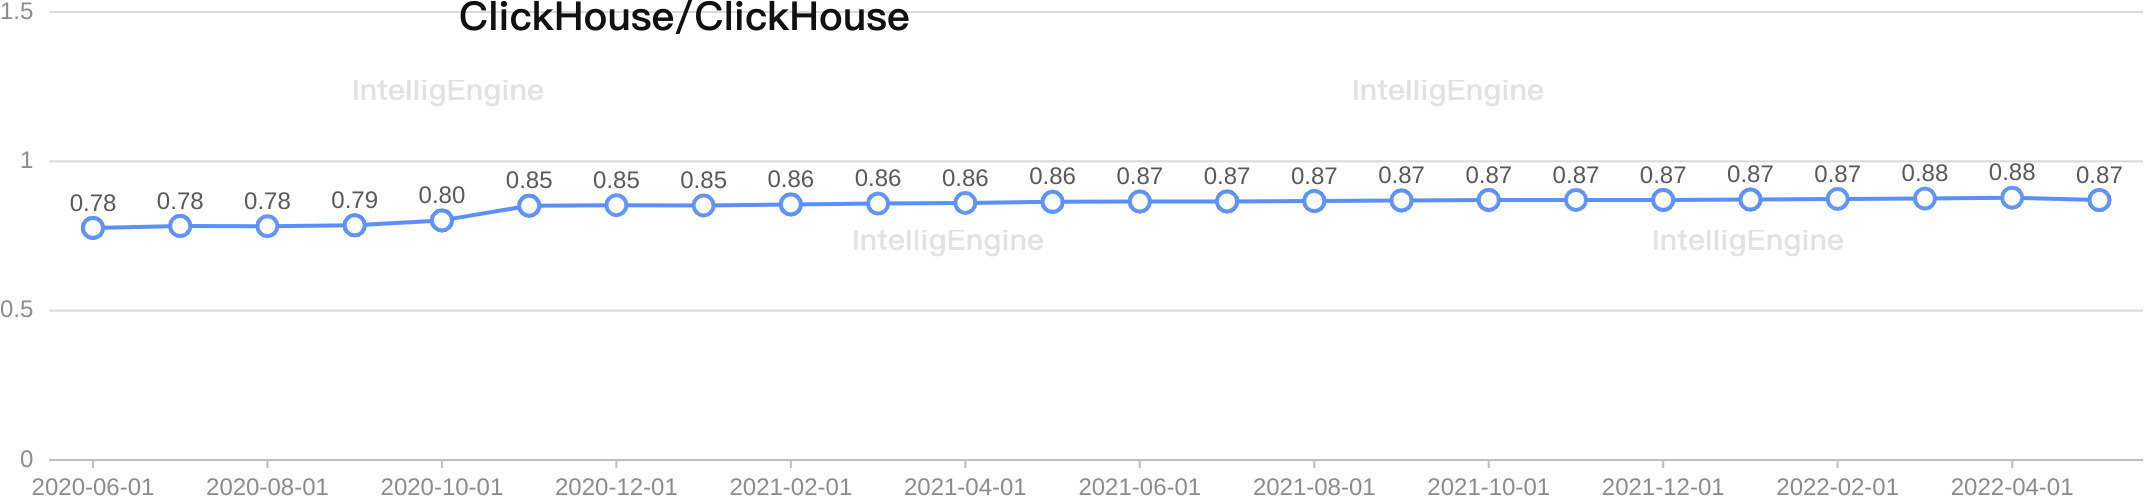 ClickHouse/ClickHouse
1.5
IntelligEngine IntelligEngine
1
0.78 0.78 0.78 0.79 0.80 0.85 0.85 0.85 0.86 0.86 0.86 0.86 0.87 0.87 0.87 0.87 0.87 0.87 0.87 0.87 0.87 0.88 0.88 0.87
IntelligEngine IntelligEngine
0.5
0
2020-06-01 2020-08-01 2020-10-01 2020-12-01 2021-02-01 2021-04-01 2021-06-01 2021-08-01 2021-10-01 2021-12-01 2022-02-01 2022-04-01